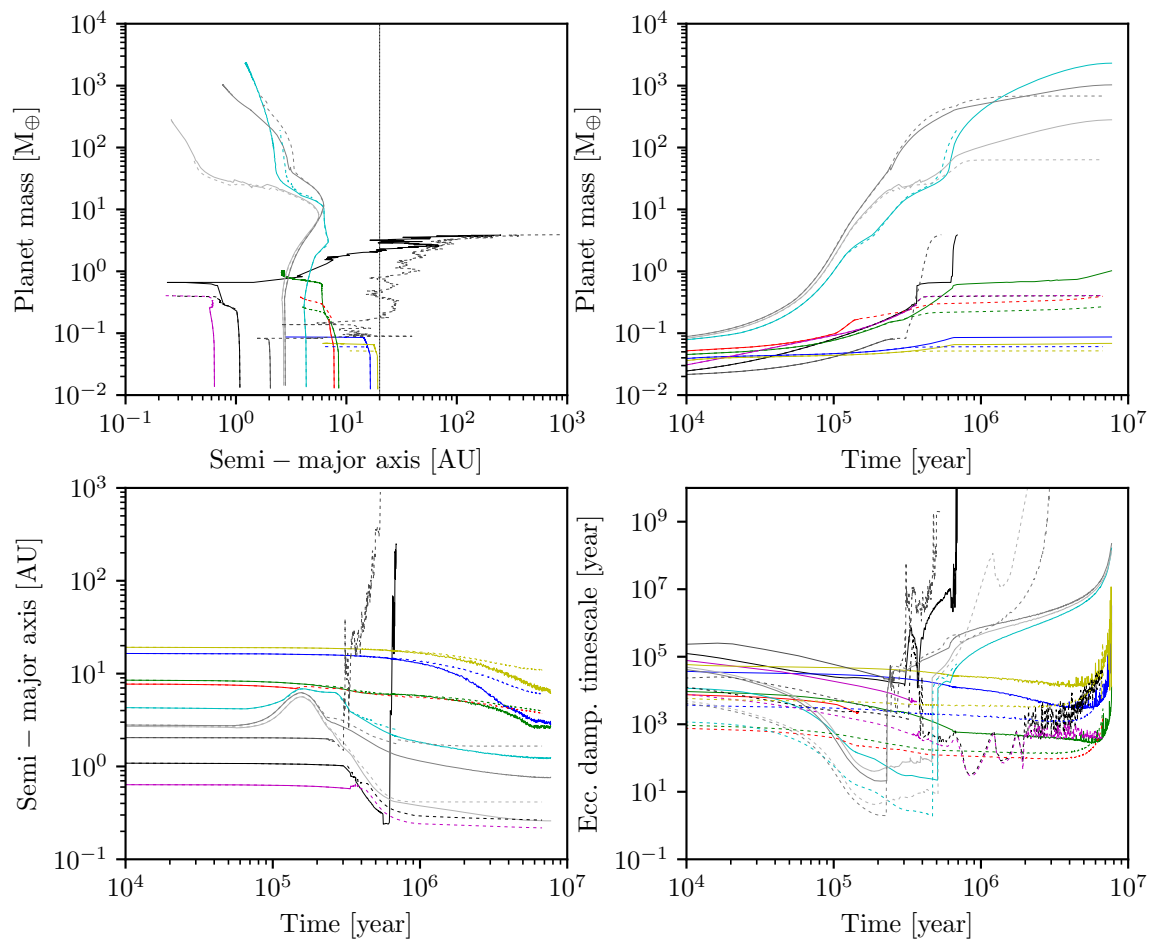 10^4
10^3
10^2
10^1
10^0
10^−1
10^−2
Planet mass [M⊕]
10^−1 10^0 10^1 10^2 10^3
Semi − major axis [AU]
10^4
10^3
10^2
10^1
10^0
10^−1
10^−2
Planet mass [M⊕]
10^4 10^5 10^6 10^7
Time [year]
10^3
10^2
10^1
10^0
10^−1
Semi − major axis [AU]
10^4 10^5 10^6 10^7
Time [year]
10^9
10^7
10^5
10^3
10^1
10^−1
Ecc. damp. timescale [year]
10^4 10^5 10^6 10^7
Time [year]